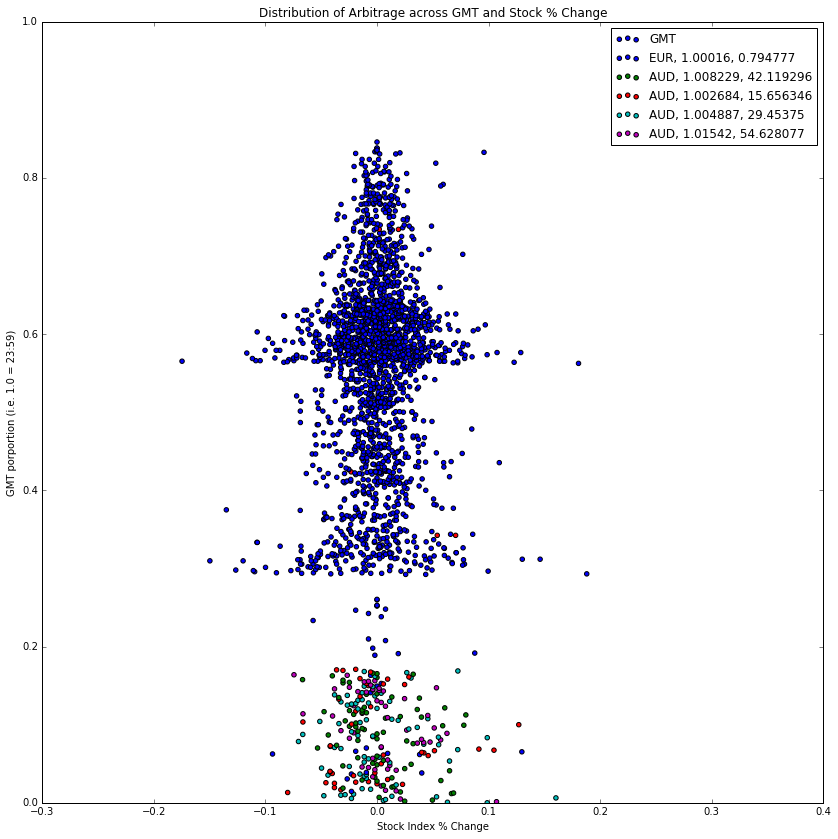 Distribution of Arbitrage across GMT and Stock % Change
GMT
EUR, 1.00016, 0.794777
AUD, 1.008229, 42.119296
AUD, 1.002684, 15.656346
AUD, 1.004887, 29.45375
AUD, 1.01542, 54.628077
GMT porportion (i.e. 1.0 = 23:59)
1.0
0.8
0.6
0.4
0.2
0.0
−0.3
−0.2
−0.1
0.0
0.1
0.2
0.3
0.4
Stock Index % Change